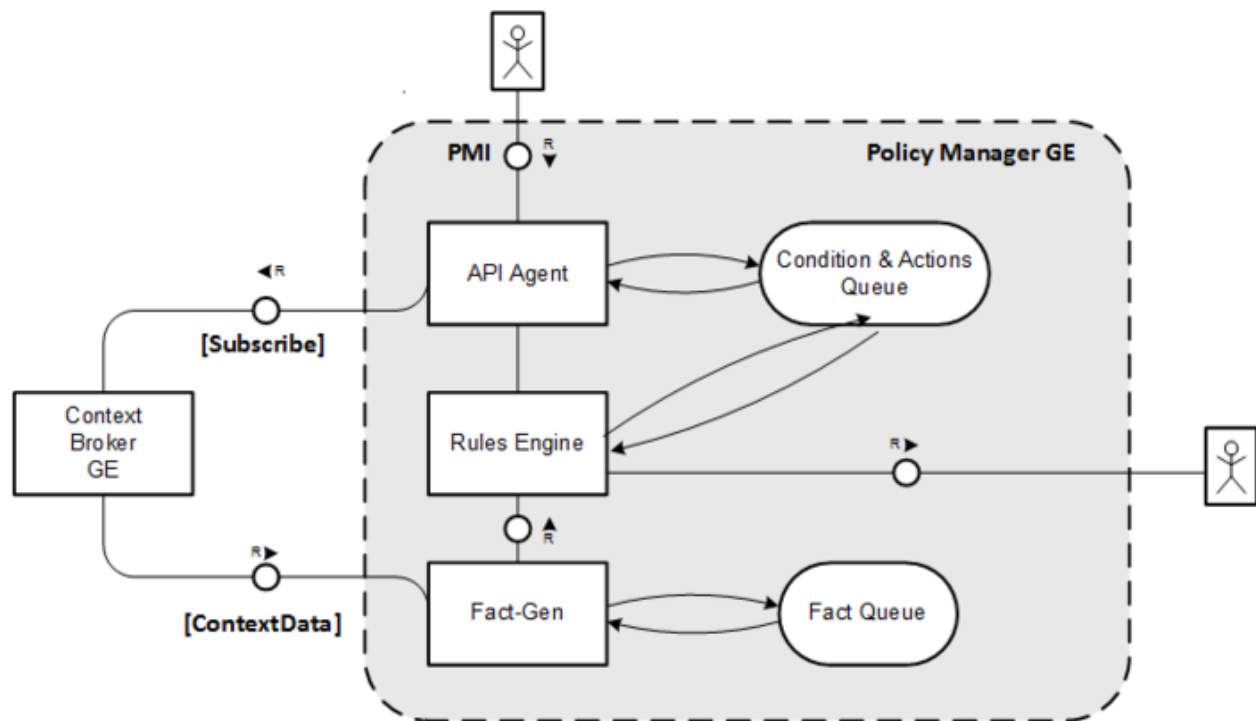 PMI
R
Policy Manager GE
R
API Agent
Condition & Actions
Queue
[Subscribe]
Context
Broker
GE
Rules Engine
R
R
R
[ContextData]
Fact-Gen
Fact Queue